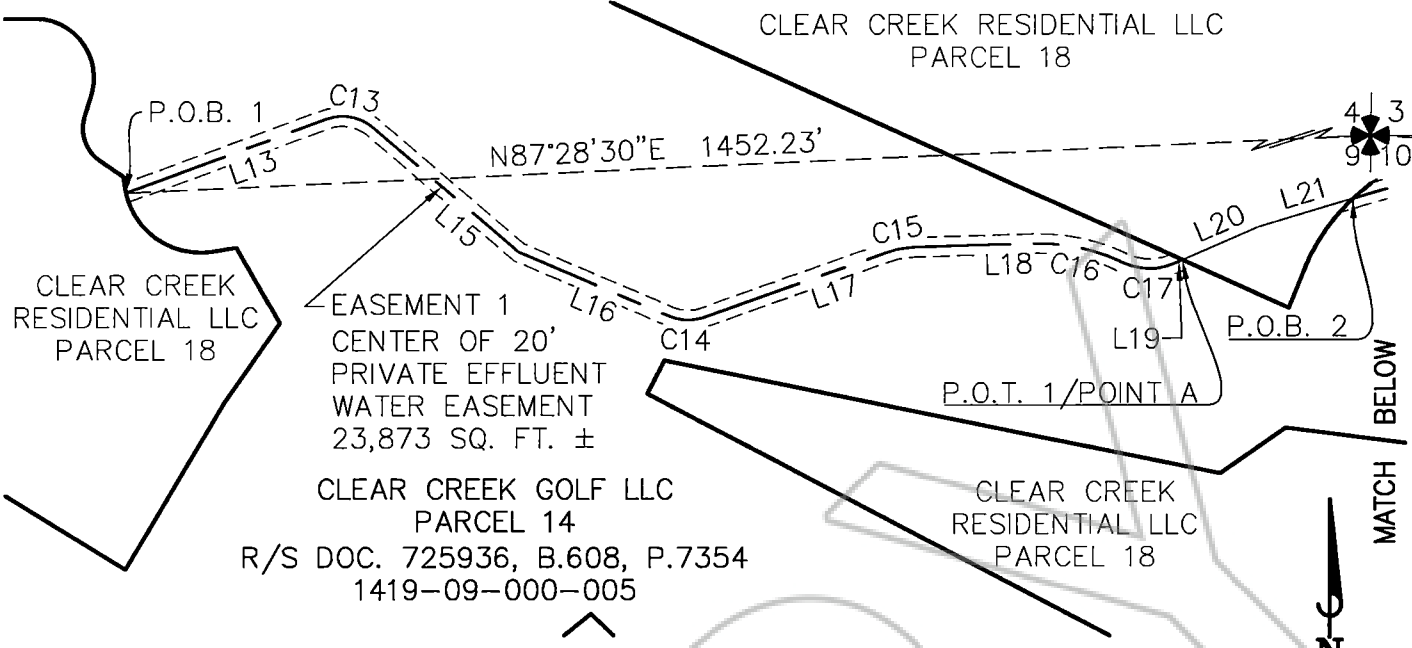 CLEAR CREEK RESIDENTIAL LLC
PARCEL 18
P.O.B. 1
C13
L13
N87°28'30"E 1452.23'
4 3
9 10
L15
L16
C14
L17
C15
L18
C16
C17
L19
L20
L21
P.O.B. 2
P.O.T. 1/POINT A
CLEAR CREEK
RESIDENTIAL LLC
PARCEL 18
EASEMENT 1
CENTER OF 20'
PRIVATE EFFLUENT
WATER EASEMENT
23,873 SQ. FT. ±
CLEAR CREEK GOLF LLC
PARCEL 14
R/S DOC. 725936, B.608, P.7354
1419-09-000-005
CLEAR CREEK
RESIDENTIAL LLC
PARCEL 18
MATCH BELOW
N